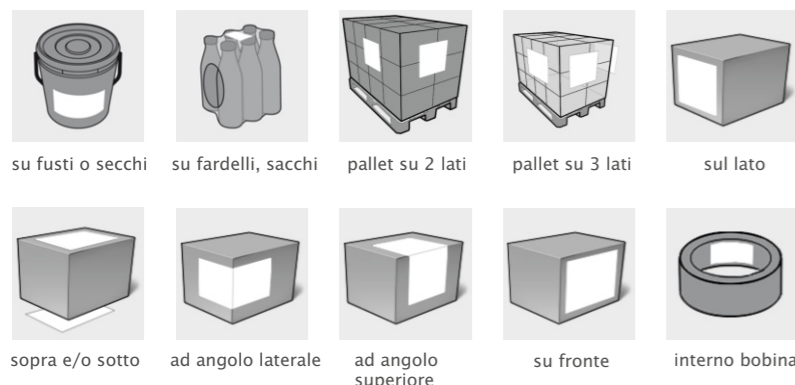 su fusti o secchi
su fardelli, sacchi
pallet su 2 lati
pallet su 3 lati
sul lato
sopra e/o sotto
ad angolo laterale
ad angolo
superiore
su fronte
interno bobina